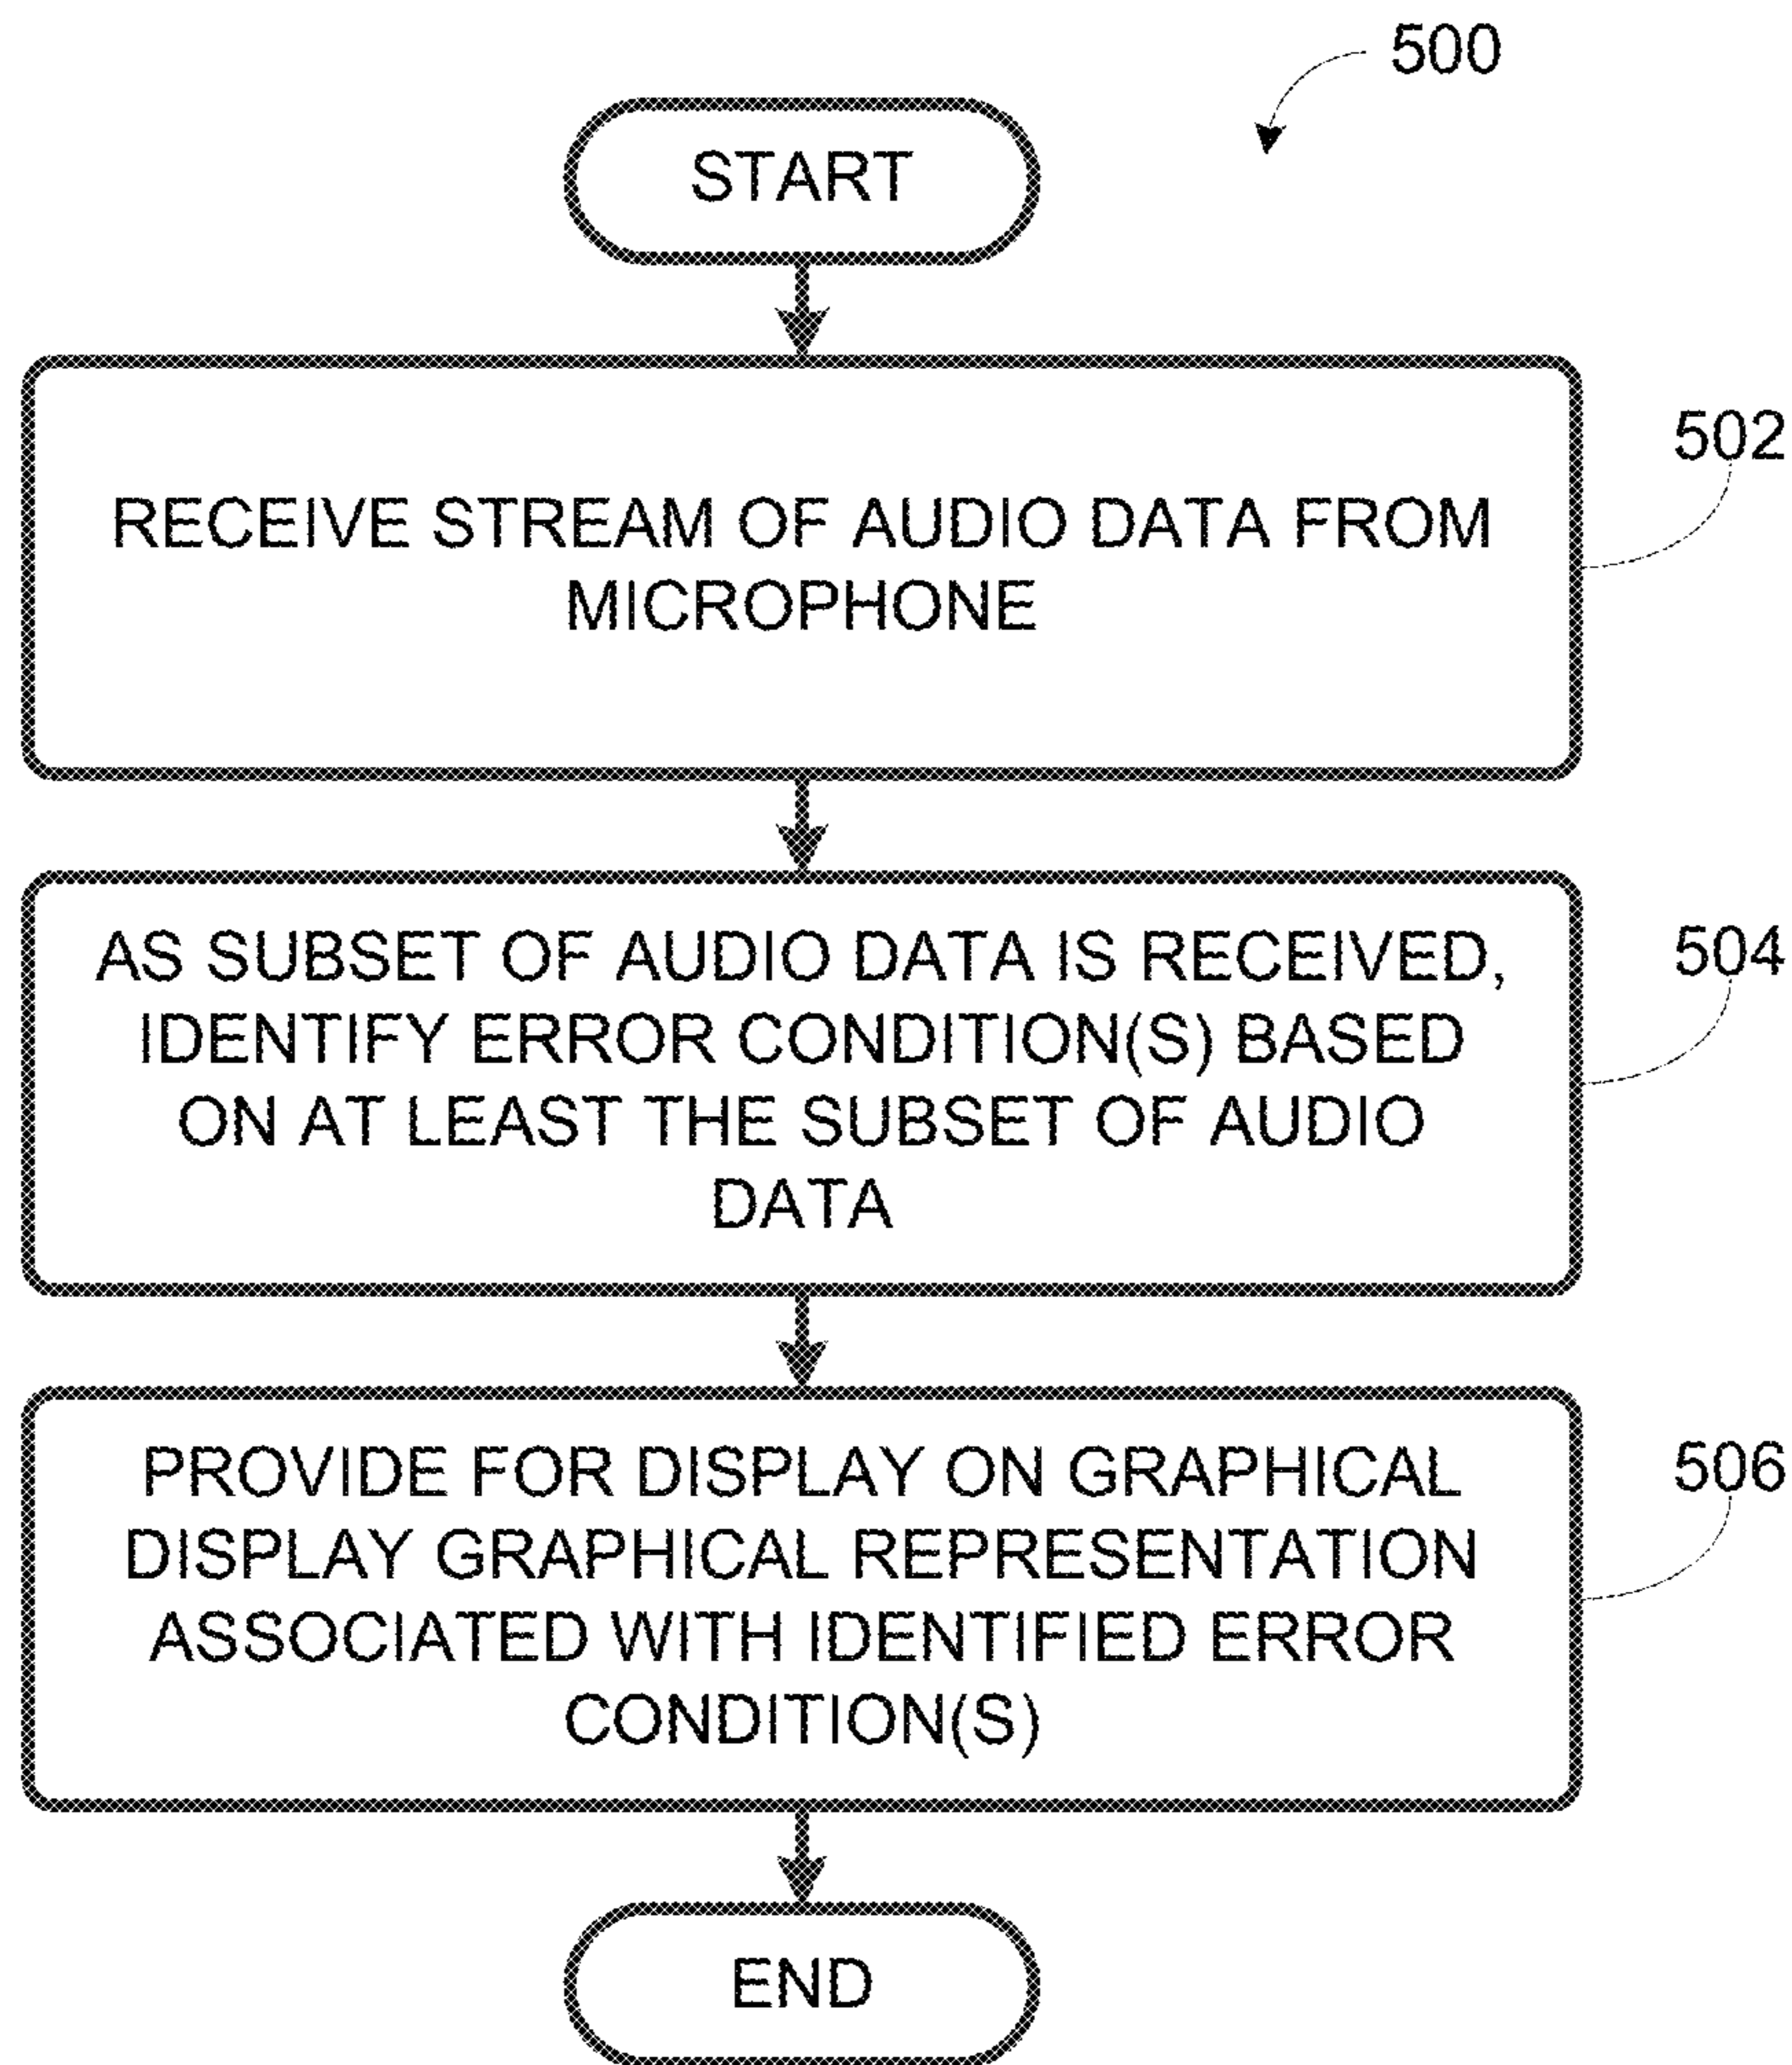 500
START
502
RECEIVE STREAM OF AUDIO DATA FROM
MICROPHONE
504
AS SUBSET OF AUDIO DATA IS RECEIVED,
IDENTIFY ERROR CONDITION(S) BASED
ON AT LEAST THE SUBSET OF AUDIO
DATA
506
PROVIDE FOR DISPLAY ON GRAPHICAL
DISPLAY GRAPHICAL REPRESENTATION
ASSOCIATED WITH IDENTIFIED ERROR
CONDITION(S)
END